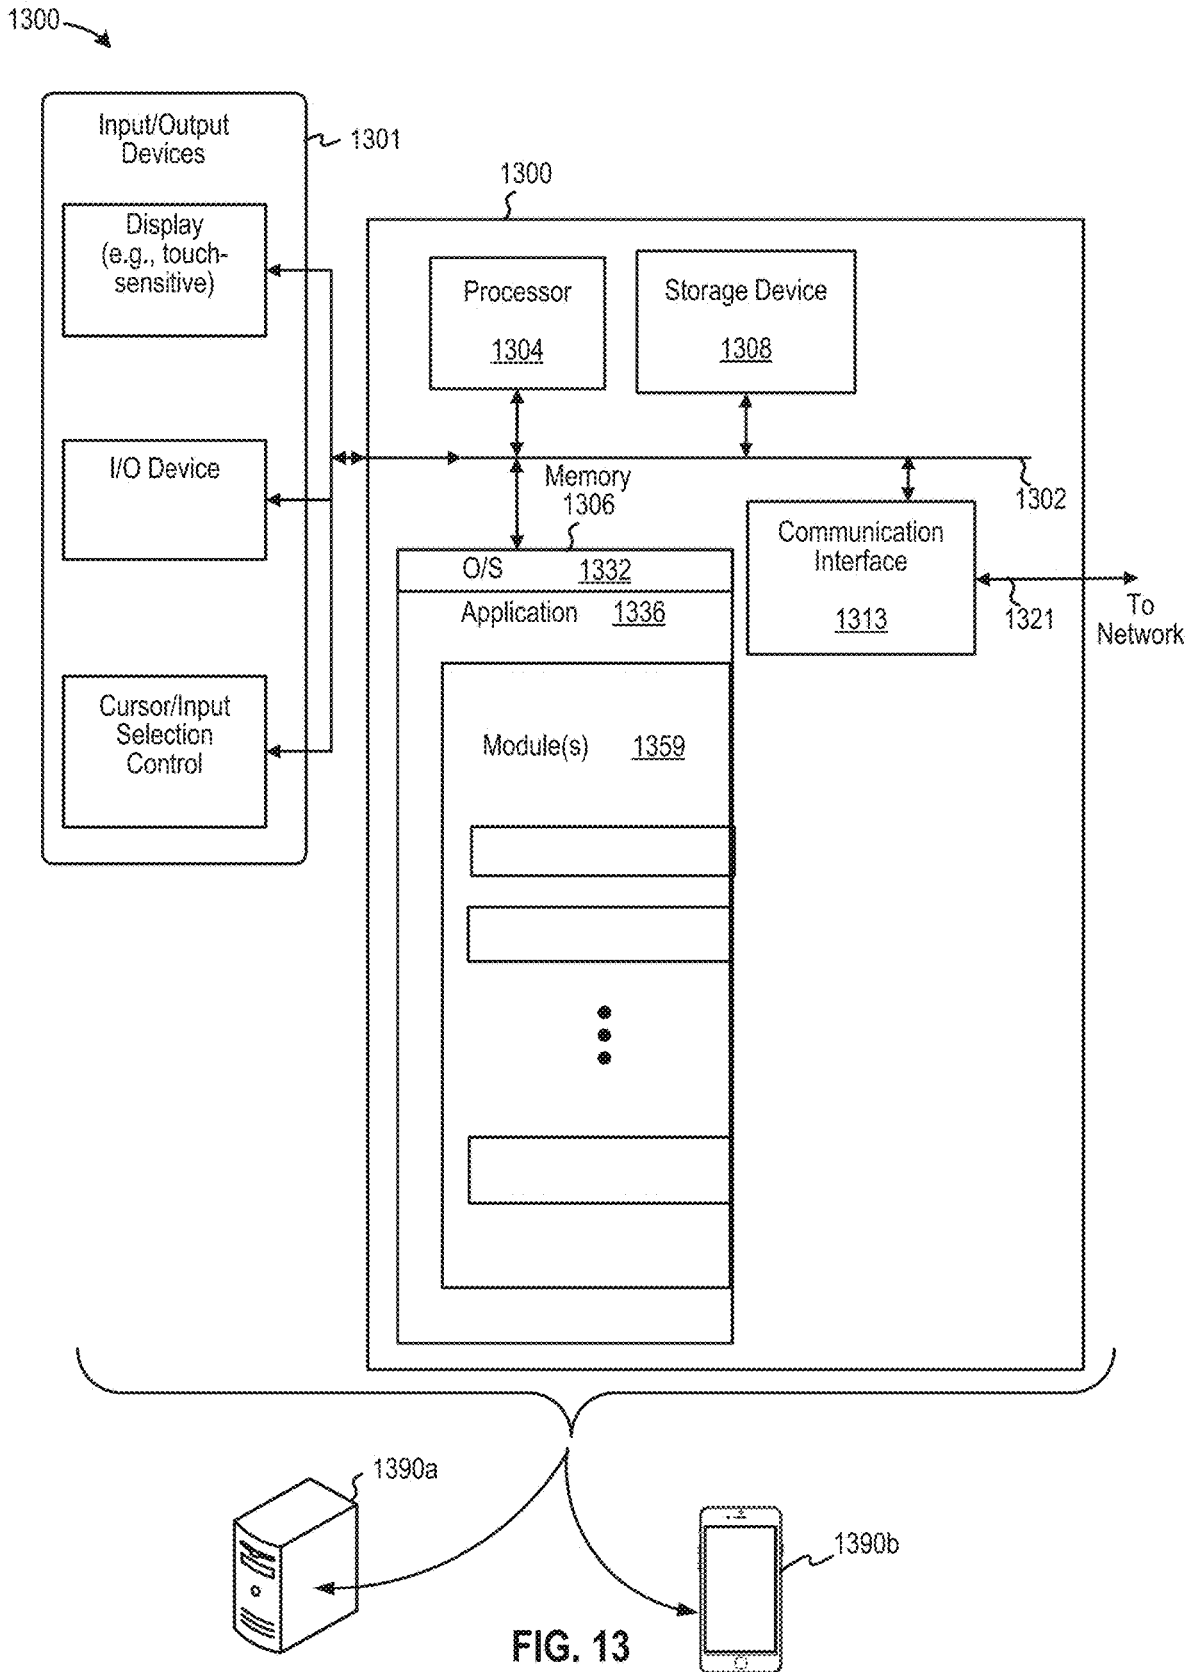 1300
Input/Output
Devices
1301
Display
(e.g., touch-
sensitive)
I/O Device
Cursor/Input
Selection
Control
1300
Processor
1304
Storage Device
1308
1302
Memory
1306
O/S 1332
Application 1336
Module(s) 1359
Communication
Interface
1313
1321
To
Network
1390a
1390b
FIG. 13